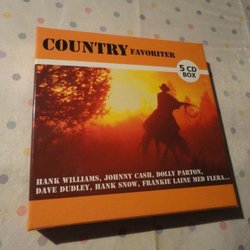 COUNTRY FAVORITER
5 CD
BOX
HANK WILLIAMS, JOHNNY CASH, DOLLY PARTON,
DAVE DUDLEY, HANK SNOW, FRANKIE LAINE MED FLERA...